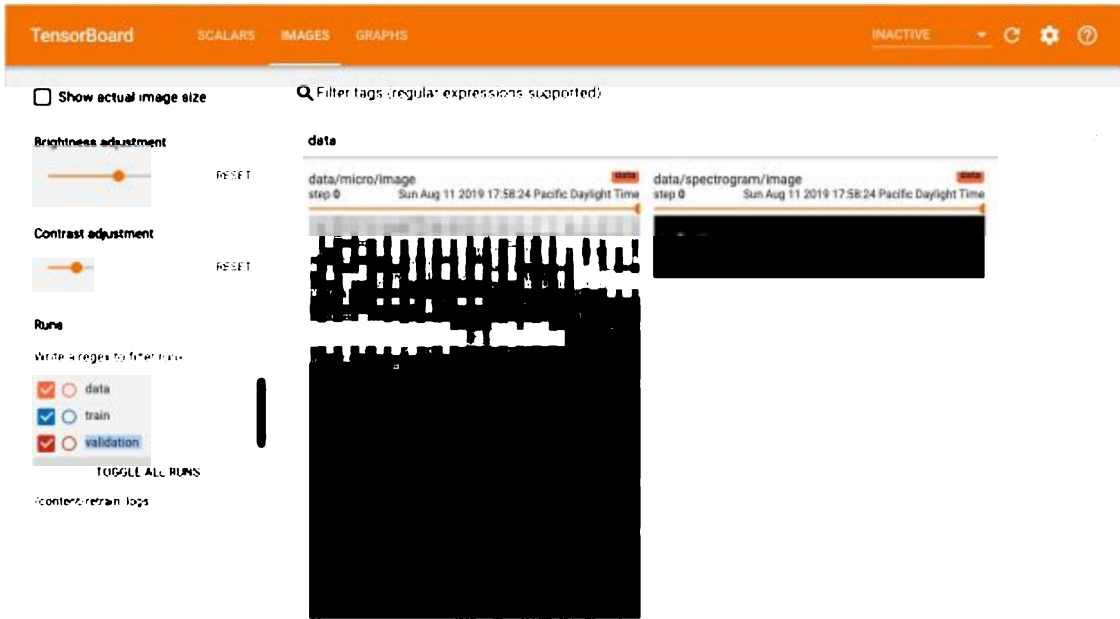 TensorBoard SCALARS IMAGES GRAPHS INACTIVE
Show actual image size
Filter tags (regular expressions supported)
Brightness adjustment
RESET
Contrast adjustment
RESET
Runs
Write a regex to filter runs
data
train
validation
TOGGLE ALL RUNS
/content/retrain_logs
data
data/micro/image data
step 0 Sun Aug 11 2019 17:58:24 Pacific Daylight Time
data/spectrogram/image data
step 0 Sun Aug 11 2019 17:58:24 Pacific Daylight Time